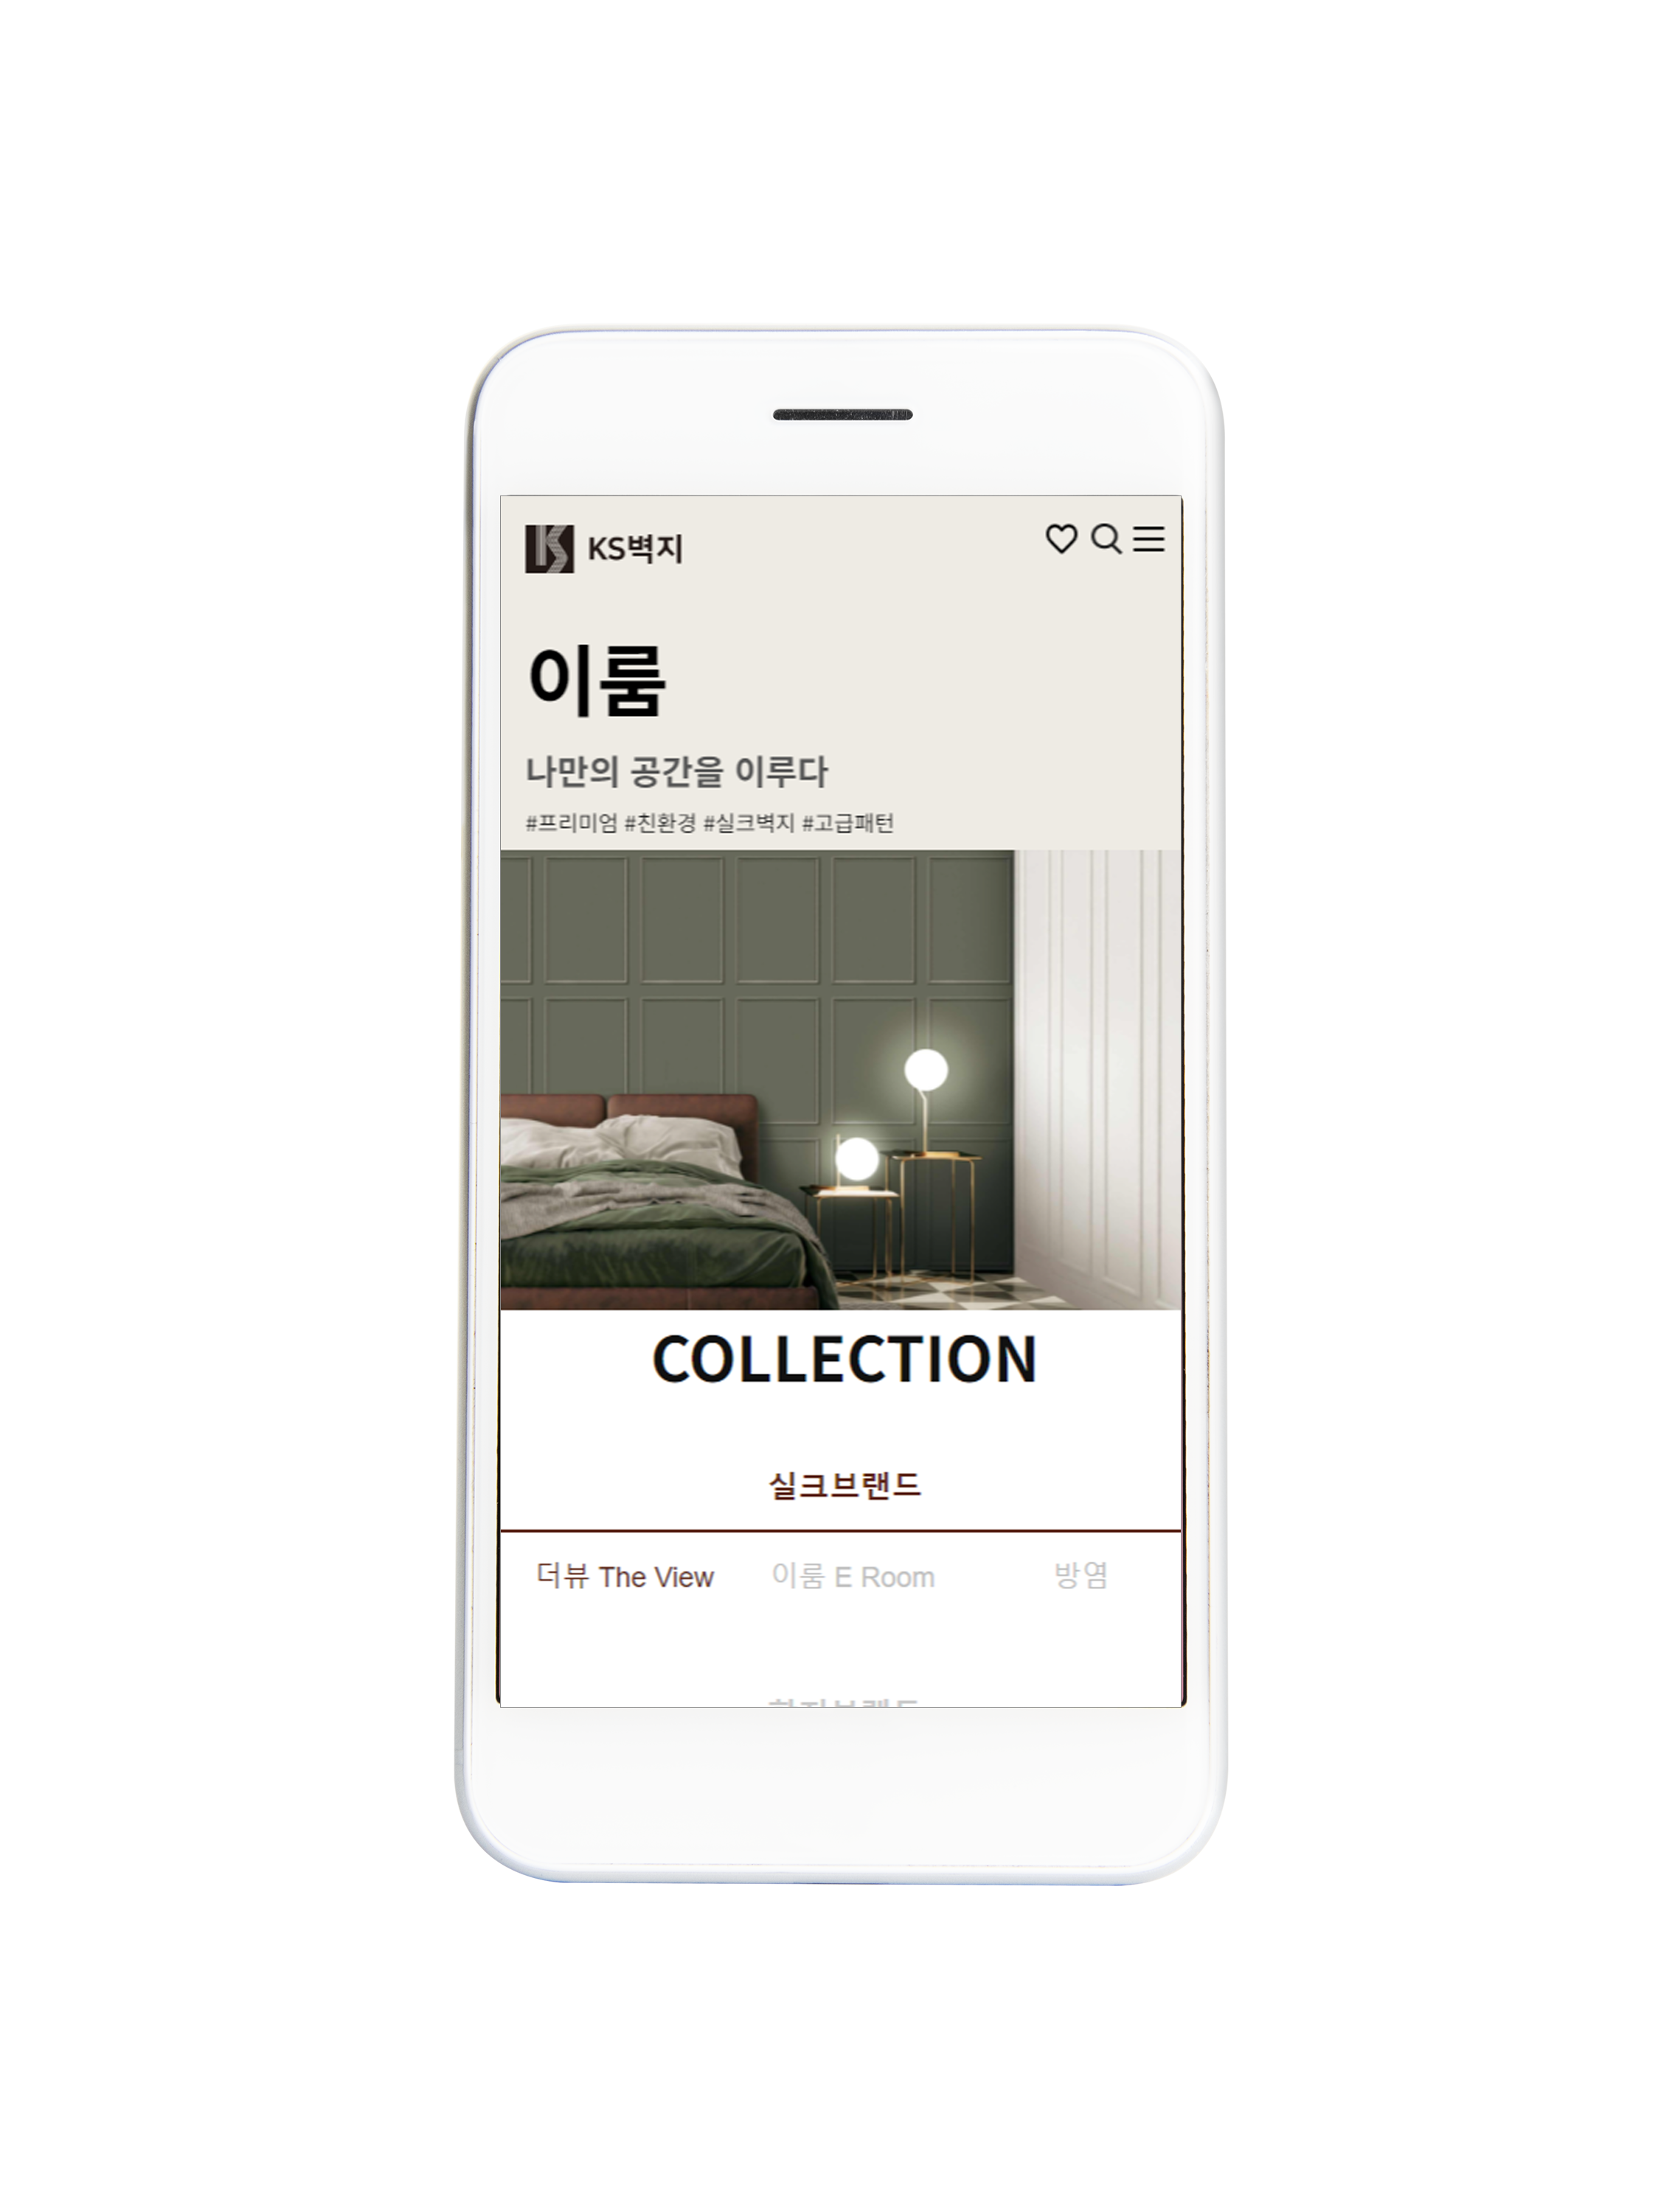 KS벽지
이룸
나만의 공간을 이루다
#프리미엄 #친환경 #실크벽지 #고급패턴
COLLECTION
실크브랜드
더뷰 The View 이룸 E Room 방염